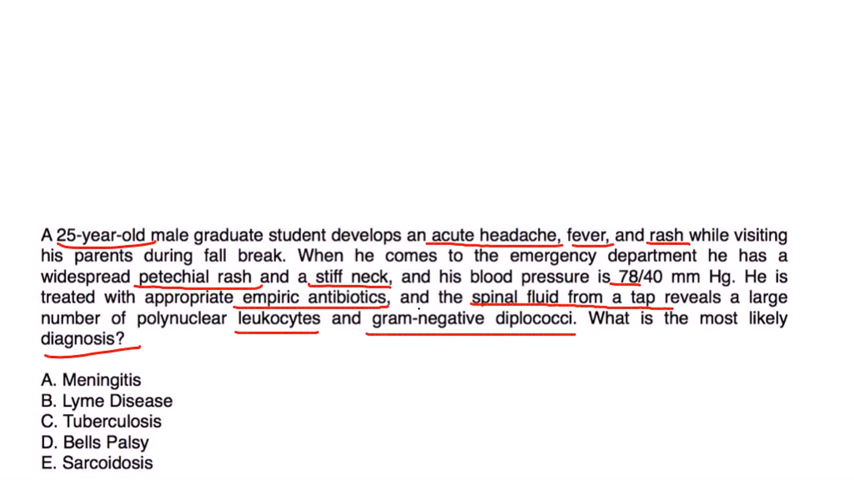 A 25-year-old male graduate student develops an acute headache, fever, and rash while visiting
his parents during fall break. When he comes to the emergency department he has a
widespread petechial rash and a stiff neck, and his blood pressure is 78/40 mm Hg. He is
treated with appropriate empiric antibiotics, and the spinal fluid from a tap reveals a large
number of polynuclear leukocytes and gram-negative diplococci. What is the most likely
diagnosis?
A. Meningitis
B. Lyme Disease
C. Tuberculosis
D. Bells Palsy
E. Sarcoidosis